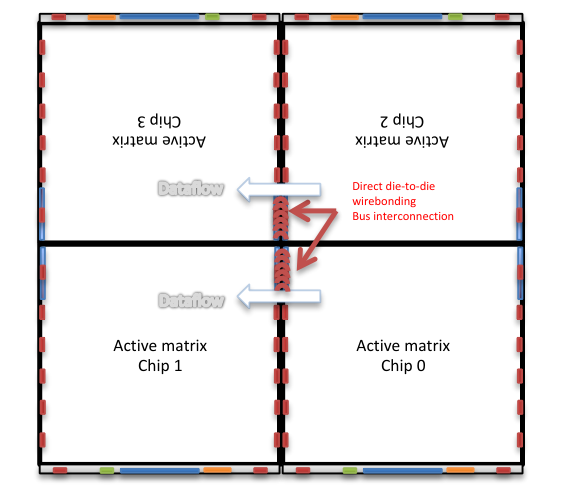 Active matrix
Chip 3
Active matrix
Chip 2
Dataflow
Direct die-to-die
wirebonding
Bus interconnection
Dataflow
Active matrix
Chip 1
Active matrix
Chip 0